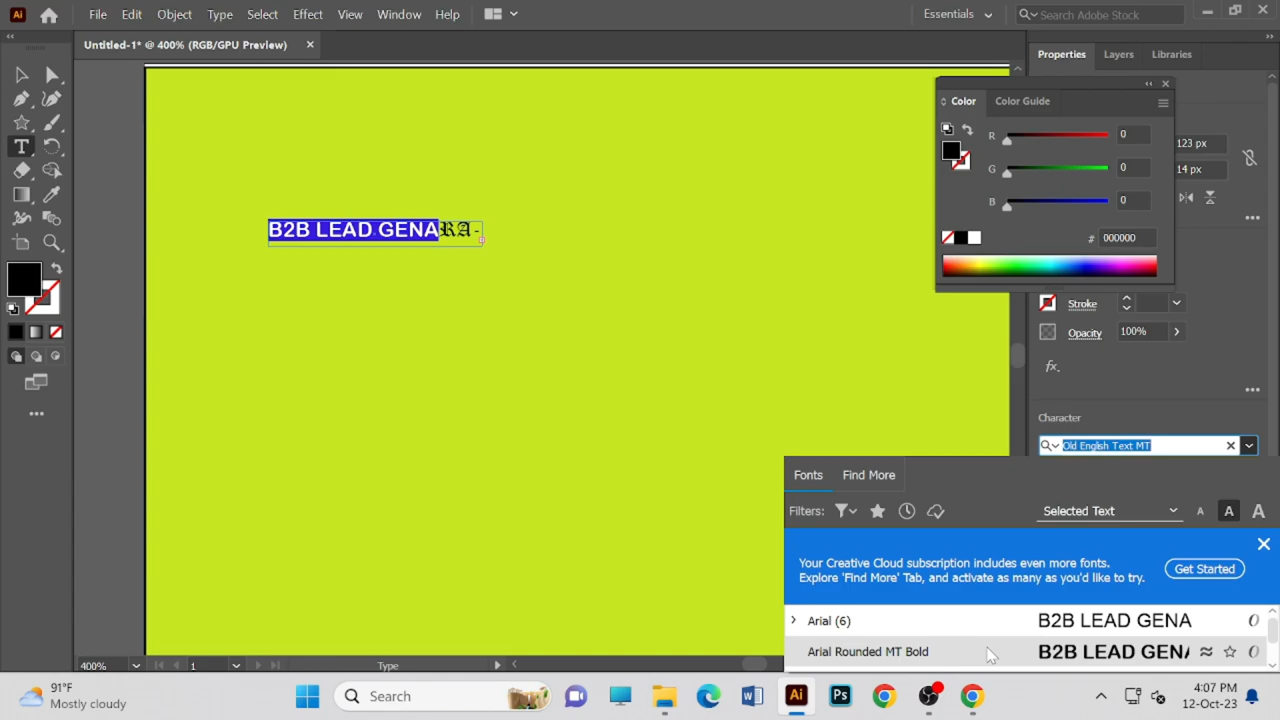 Ai File Edit Object Type Select Effect View Window Help Essentials Search Adobe Stock
Untitled-1* @ 400% (RGB/GPU Preview)
Properties Layers Libraries
Color Color Guide
R 0
G 0
B 0
# 000000
123 px
14 px
B2B LEAD GENARA-
Stroke
Opacity 100%
fx.
Character
Old English Text MT
Fonts Find More
Filters: Selected Text A A A
Your Creative Cloud subscription includes even more fonts.
Explore 'Find More' Tab, and activate as many as you'd like to try.
Get Started
Arial (6) B2B LEAD GENA
Arial Rounded MT Bold B2B LEAD GENA
400% 1 Type
91°F
Mostly cloudy
Search
Ai Ps
4:07 PM
12-Oct-23